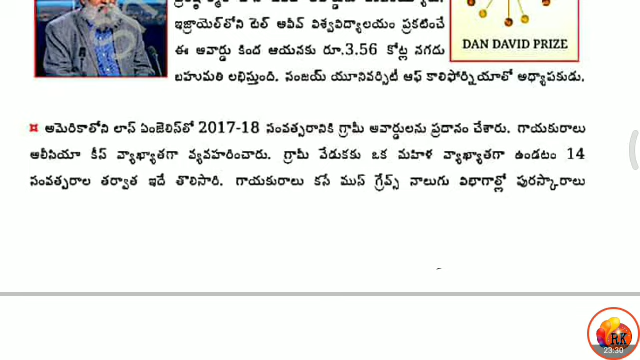 ఇజ్రాయెల్‌లోని టెల్ అవీవ్ విశ్వవిద్యాలయం ప్రకటించే
ఈ అవార్డు కింద ఆయనకు రూ.3.56 కోట్ల నగదు
DAN DAVID PRIZE
బహుమతి లభిస్తుంది. సంజయ్ యూనివర్సిటీ ఆఫ్ కాలిఫోర్నియాలో అధ్యాపకుడు.
¤ అమెరికాలోని లాస్ ఏంజెలిస్‌లో 2017-18 సంవత్సరానికి గ్రామీ అవార్డులను ప్రదానం చేశారు. గాయకురాలు
ఆలీసియా కీస్ వ్యాఖ్యాతగా వ్యవహరించారు. గ్రామీ వేడుకకు ఒక మహిళ వ్యాఖ్యాతగా ఉండటం 14
సంవత్సరాల తర్వాత ఇదే తొలిసారి. గాయకురాలు కసే ముస్ గ్రేవ్స్ నాలుగు విభాగాల్లో పురస్కారాలు
RK
23:30